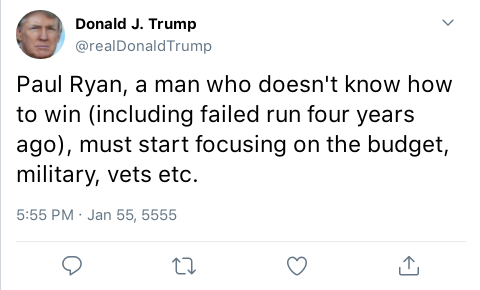 Donald J. Trump
@realDonaldTrump
Paul Ryan, a man who doesn't know how
to win (including failed run four years
ago), must start focusing on the budget,
military, vets etc.
5:55 PM · Jan 55, 5555